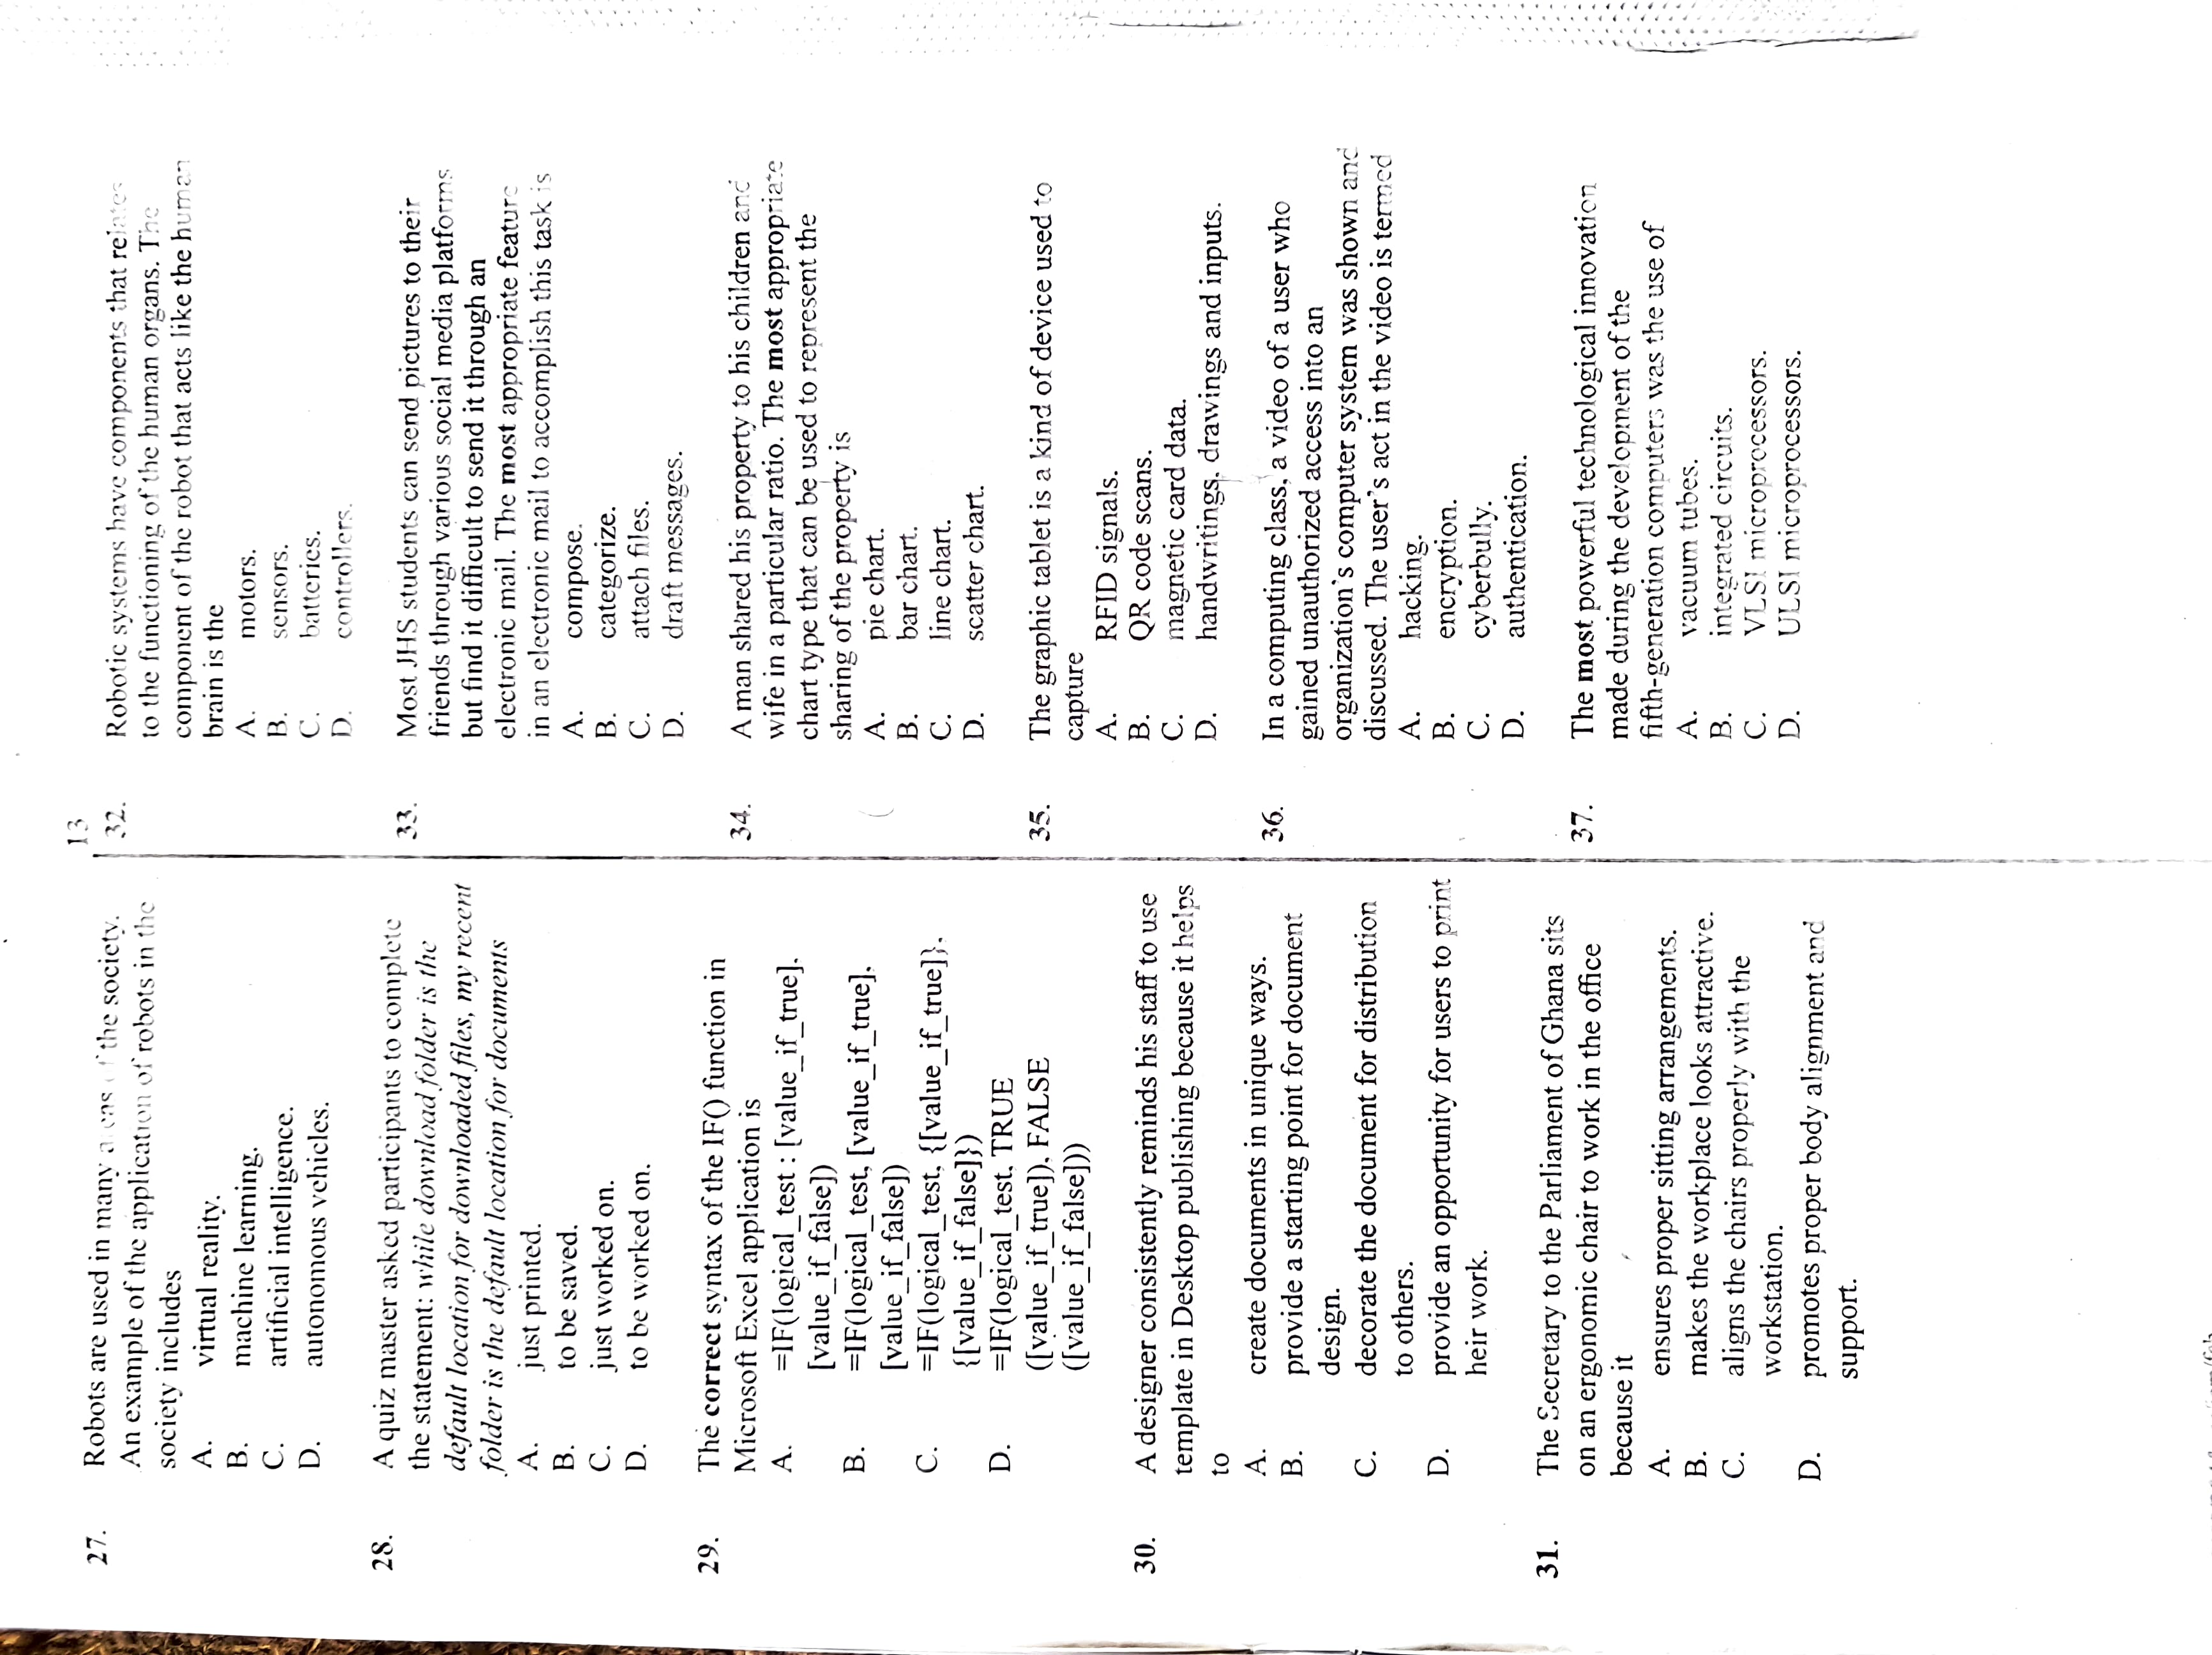 13
27. Robots are used in many areas of the society.
An example of the application of robots in the
society includes
A. virtual reality.
B. machine learning.
C. artificial intelligence.
D. autonomous vehicles.
28. A quiz master asked participants to complete
the statement: while download folder is the
default location for downloaded files, my recent
folder is the default location for documents
A. just printed.
B. to be saved.
C. just worked on.
D. to be worked on.
29. The correct syntax of the IF() function in
Microsoft Excel application is
A. =IF(logical_test : [value_if_true],
[value_if_false])
B. =IF(logical_test, [value_if_true],
[value_if_false])
C. =IF(logical_test, {[value_if_true]},
{[value_if_false]})
D. =IF(logical_test, TRUE
([value_if_true]), FALSE
([value_if_false]))
30. A designer consistently reminds his staff to use
template in Desktop publishing because it helps
to
A. create documents in unique ways.
B. provide a starting point for document
design.
C. decorate the document for distribution
to others.
D. provide an opportunity for users to print
heir work.
31. The Secretary to the Parliament of Ghana sits
on an ergonomic chair to work in the office
because it
A. ensures proper sitting arrangements.
B. makes the workplace looks attractive.
C. aligns the chairs properly with the
workstation.
D. promotes proper body alignment and
support.
32. Robotic systems have components that relates
to the functioning of the human organs. The
component of the robot that acts like the human
brain is the
A. motors.
B. sensors.
C. batteries.
D. controllers.
33. Most JHS students can send pictures to their
friends through various social media platforms
but find it difficult to send it through an
electronic mail. The most appropriate feature
in an electronic mail to accomplish this task is
A. compose.
B. categorize.
C. attach files.
D. draft messages.
34. A man shared his property to his children and
wife in a particular ratio. The most appropriate
chart type that can be used to represent the
sharing of the property is
A. pie chart.
B. bar chart.
C. line chart.
D. scatter chart.
35. The graphic tablet is a kind of device used to
capture
A. RFID signals.
B. QR code scans.
C. magnetic card data.
D. handwritings, drawings and inputs.
36. In a computing class, a video of a user who
gained unauthorized access into an
organization's computer system was shown and
discussed. The user's act in the video is termed
A. hacking.
B. encryption.
C. cyberbully.
D. authentication.
37. The most powerful technological innovation
made during the development of the
fifth-generation computers was the use of
A. vacuum tubes.
B. integrated circuits.
C. VLSI microprocessors.
D. ULSI microprocessors.